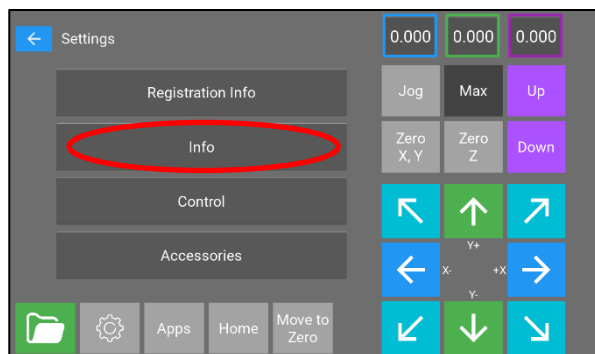 Settings
0.000 0.000 0.000
Registration Info
Jog Max Up
Info
Zero X, Y
Zero Z
Down
Control
Accessories
Y+
X- +X
Y-
Apps Home
Move to
Zero